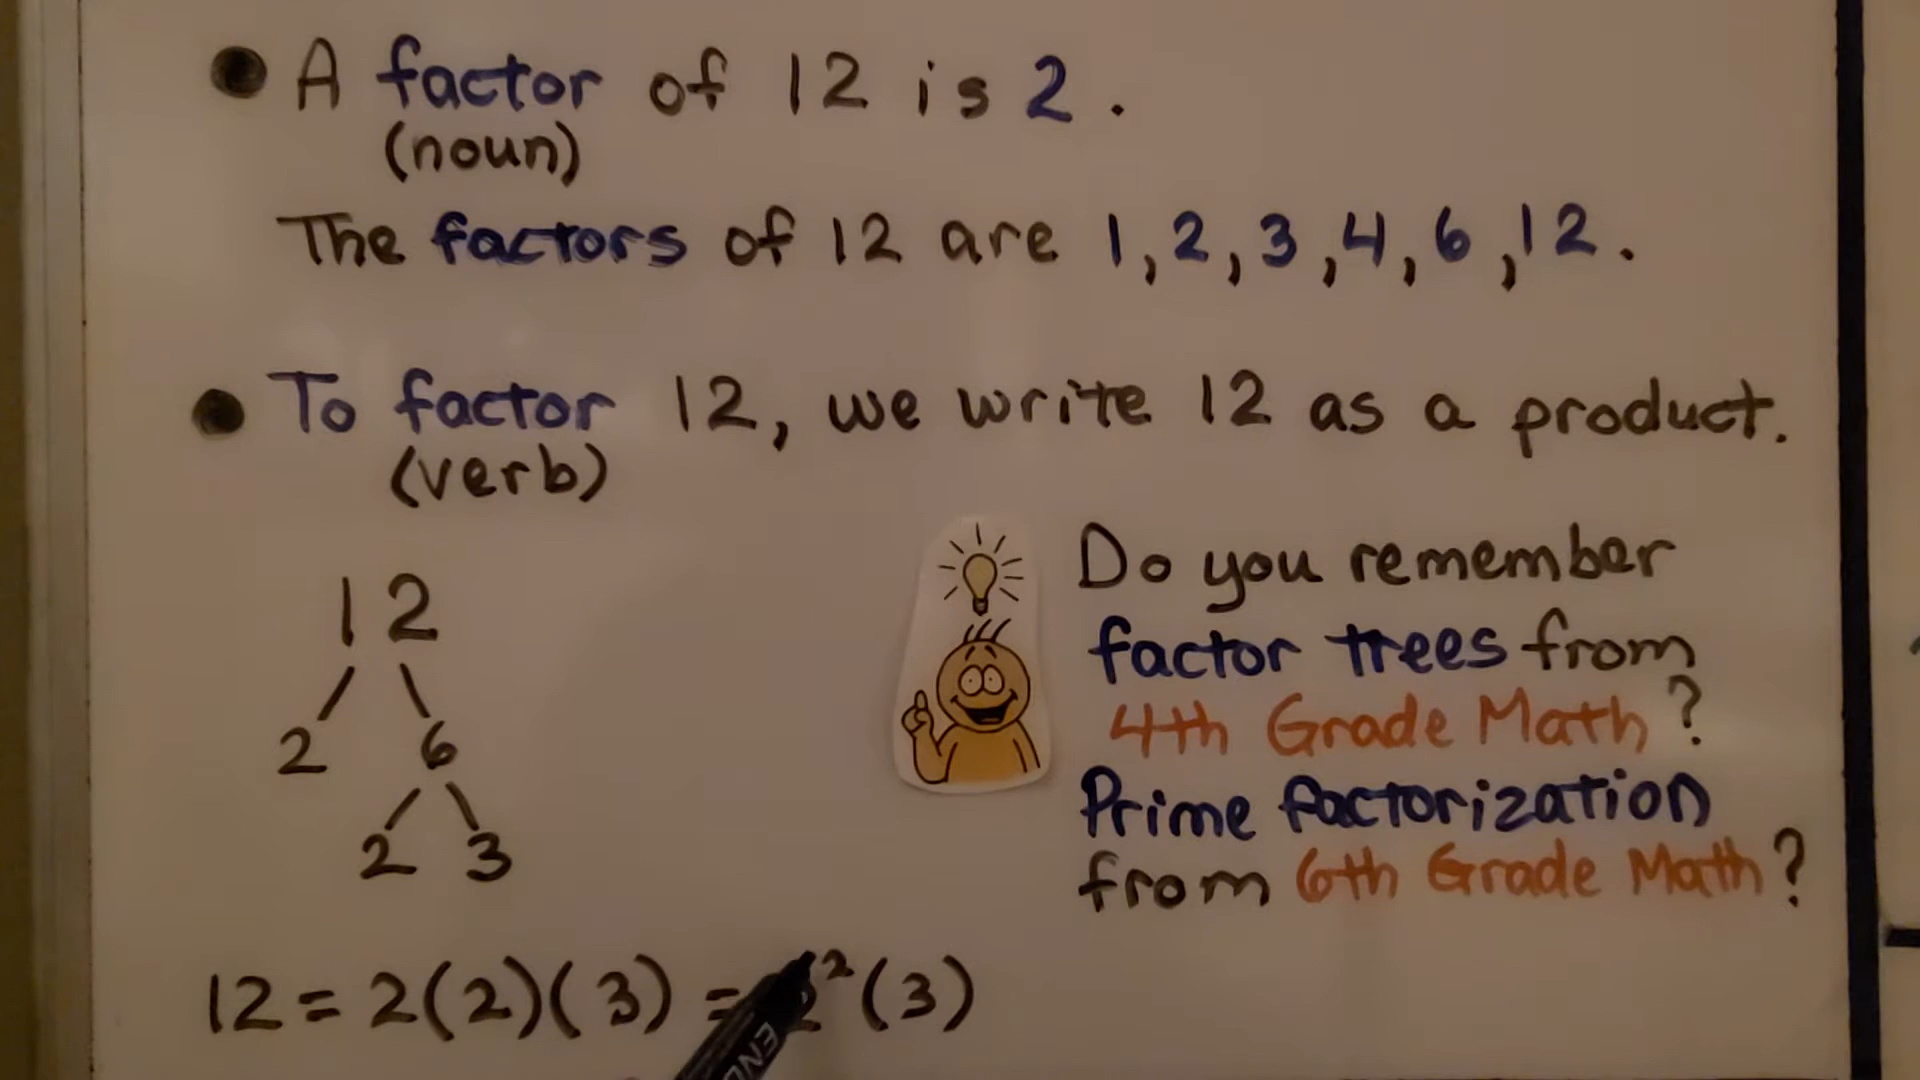 A factor of 12 is 2.
(noun)
The factors of 12 are 1, 2, 3, 4, 6, 12.
To factor 12, we write 12 as a product.
(verb)
12
2 6
2 3
Do you remember
factor trees from
4th Grade Math?
Prime factorization
from 6th Grade Math?
12 = 2(2)(3) = 2²(3)